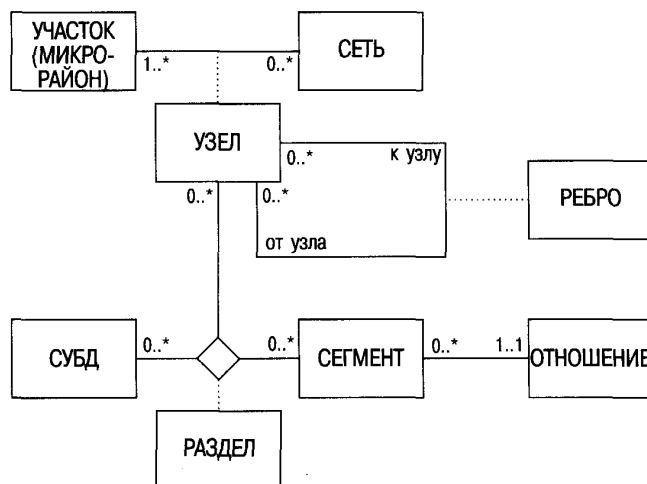 УЧАСТОК
(МИКРО-
РАЙОН)
1..*
0..*
СЕТЬ
УЗЕЛ
0..*
к узлу
0..*
0..*
от узла
РЕБРО
СУБД
0..*
0..*
СЕГМЕНТ
0..*
1..1
ОТНОШЕНИЕ
РАЗДЕЛ